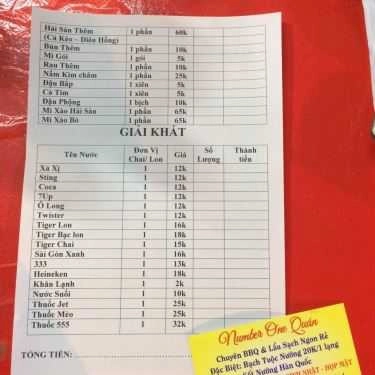 Hải Sản Thêm 1 phần 60k
(Cá Kèo – Diêu Hồng)
Bún Thêm 1 phần 10k
Mì Gói 1 gói 5k
Rau Thêm 1 phần 10k
Nấm Kim châm 1 phần 25k
Đậu Bắp 1 xiên 5k
Cà Tím 1 xiên 5k
Đậu Phộng 1 bịch 10k
Mì Xào Hải Sản 1 phần 65k
Mì Xào Bò 1 phần 65k
GIẢI KHÁT
Tên Nước Đơn Vị Chai/ Lon Giá Số Lượng Thành tiền
Xá Xị 1 12k
Sting 1 12k
Coca 1 12k
7Up 1 12k
Ô Long 1 12k
Twister 1 12k
Tiger Lon 1 16k
Tiger Bạc lon 1 18k
Tiger Chai 1 15k
Sài Gòn Xanh 1 16k
333 1 13k
Heineken 1 18k
Khăn Lạnh 1 2k
Nước Suối 1 10k
Thuốc Jet 1 25k
Thuốc Mèo 1 25k
Thuốc 555 1 32k
TỔNG TIỀN:
Number One Quán
Chuyên BBQ & Lẩu Sạch Ngon Rẻ
Đặc Biệt: Bạch Tuộc Nướng 20K/1 lạng
Nướng Hàn Quốc
NHẬT - HỌP MẶT